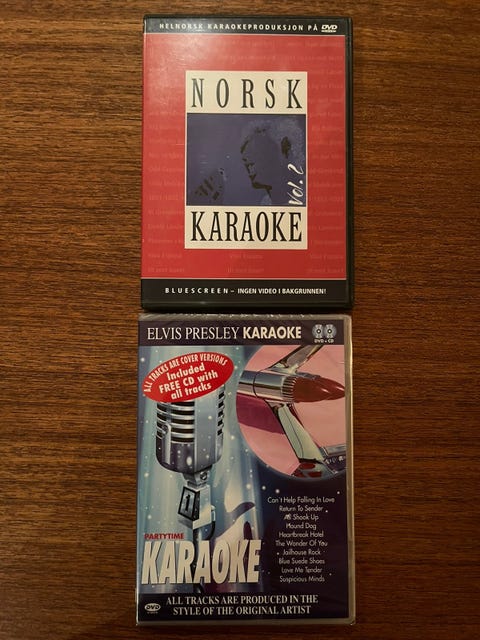 HELNORSK KARAOKEPRODUKSJON PÅ DVD
NORSK
Vol. 2
KARAOKE
Viva Espana
BLUESCREEN – INGEN VIDEO I BAKGRUNNEN!
ELVIS PRESLEY KARAOKE
DVD + CD
ALL TRACKS ARE COVER VERSIONS
Included
FREE CD with
all tracks
Can't Help Falling In Love
Return To Sender
All Shook Up
Hound Dog
Heartbreak Hotel
The Wonder Of You
Jailhouse Rock
Blue Suede Shoes
Love Me Tender
Suspicious Minds
PARTYTIME
KARAOKE
DVD
ALL TRACKS ARE PRODUCED IN THE
STYLE OF THE ORIGINAL ARTIST